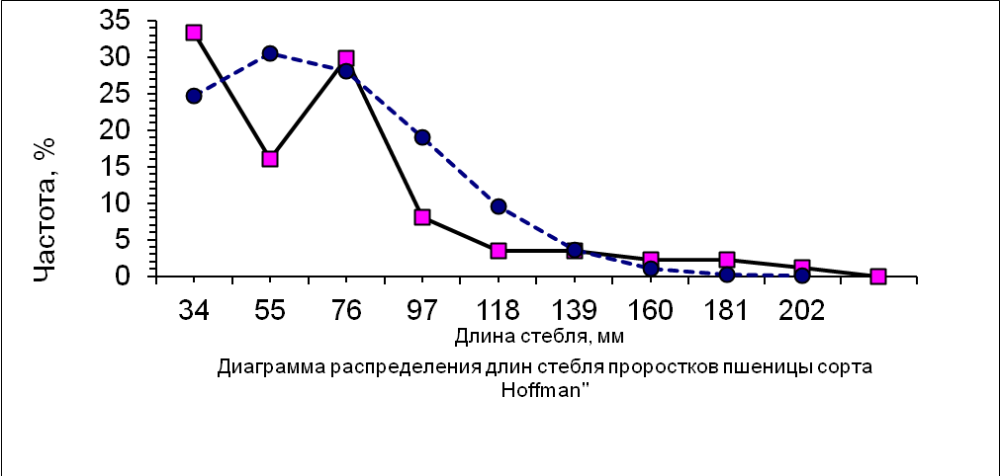 35
30
25
20
15
10
5
0
Частота, %
34 55 76 97 118 139 160 181 202
Длина стебля, мм
Диаграмма распределения длин стебля проростков пшеницы сорта
Hoffman"